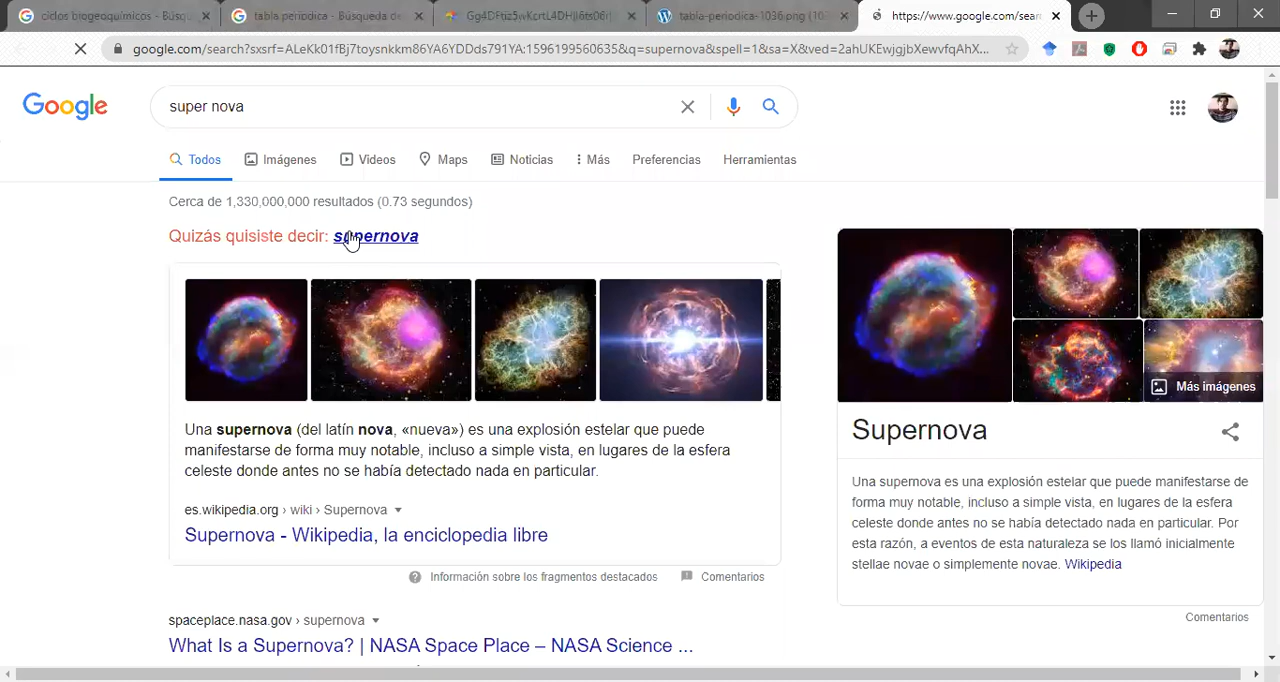 ciclos biogeoquímicos - Búsqu
tabla periodica - Búsqueda de
tabla-periodica-1036.png (103
https://www.google.com/sear
google.com/search?sxsrf=ALeKk01fBj7toysnkkm86YA6YDDds791YA:1596199560635&q=supernova&spell=1&sa=X&ved=2ahUKEwjgjbXewvfqAhX...
Google
super nova
Todos
Imágenes
Videos
Maps
Noticias
Más
Preferencias
Herramientas
Cerca de 1,330,000,000 resultados (0.73 segundos)
Quizás quisiste decir: supernova
Una supernova (del latín nova, «nueva») es una explosión estelar que puede
manifestarse de forma muy notable, incluso a simple vista, en lugares de la esfera
celeste donde antes no se había detectado nada en particular.
es.wikipedia.org › wiki › Supernova
Supernova - Wikipedia, la enciclopedia libre
Información sobre los fragmentos destacados
Comentarios
spaceplace.nasa.gov › supernova
What Is a Supernova? | NASA Space Place – NASA Science ...
Más imágenes
Supernova
Una supernova es una explosión estelar que puede manifestarse de
forma muy notable, incluso a simple vista, en lugares de la esfera
celeste donde antes no se había detectado nada en particular. Por
esta razón, a eventos de esta naturaleza se los llamó inicialmente
stellae novae o simplemente novae. Wikipedia
Comentarios